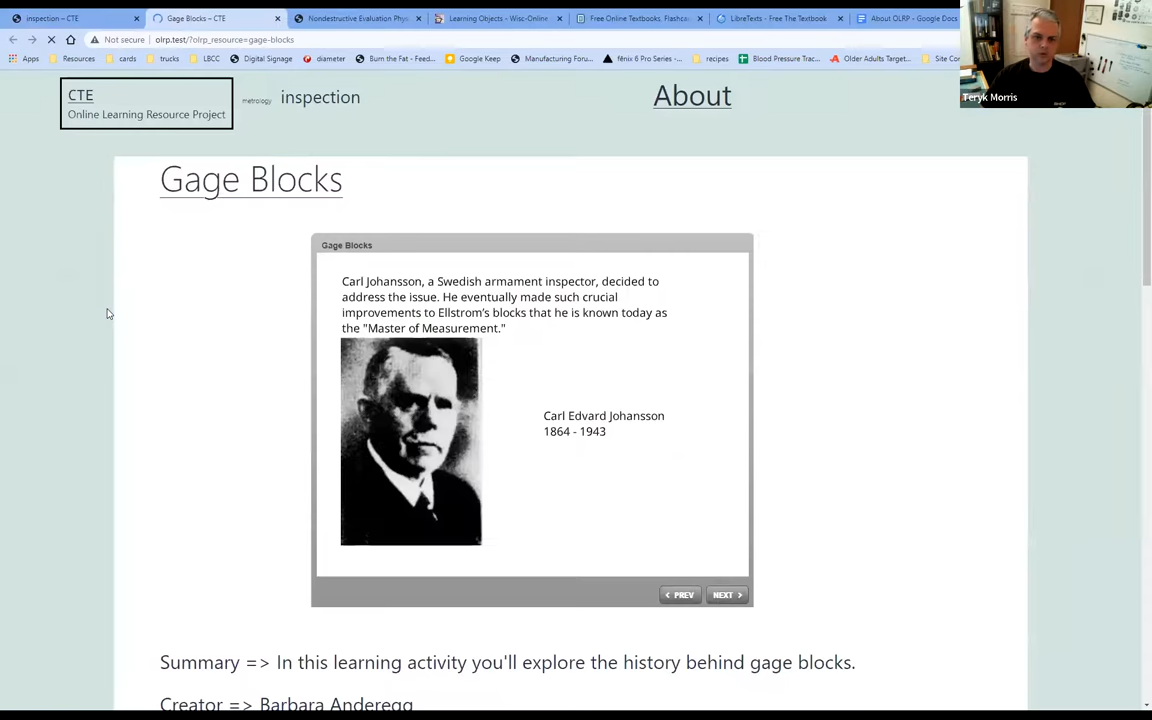 inspection – CTE
Gage Blocks – CTE
Nondestructive Evaluation Phy
Learning Objects - Wisc-Online
Free Online Textbooks, Flashca
LibreTexts - Free The Textbook
About OLRP - Google Docs
Not secure
olrp.test/?olrp_resource=gage-blocks
Apps
Resources
cards
trucks
LBCC
Digital Signage
diameter
Burn the Fat - Feed...
Google Keep
Manufacturing Foru...
fēnix 6 Pro Series -...
recipes
Blood Pressure Trac...
Older Adults Target...
Site Co
Teryk Morris
CTE
Online Learning Resource Project
metrology
inspection
About
Gage Blocks
Gage Blocks
Carl Johansson, a Swedish armament inspector, decided to
address the issue. He eventually made such crucial
improvements to Ellstrom's blocks that he is known today as
the "Master of Measurement."
Carl Edvard Johansson
1864 - 1943
PREV
NEXT
Summary => In this learning activity you'll explore the history behind gage blocks.
Creator => Barbara Anderegg